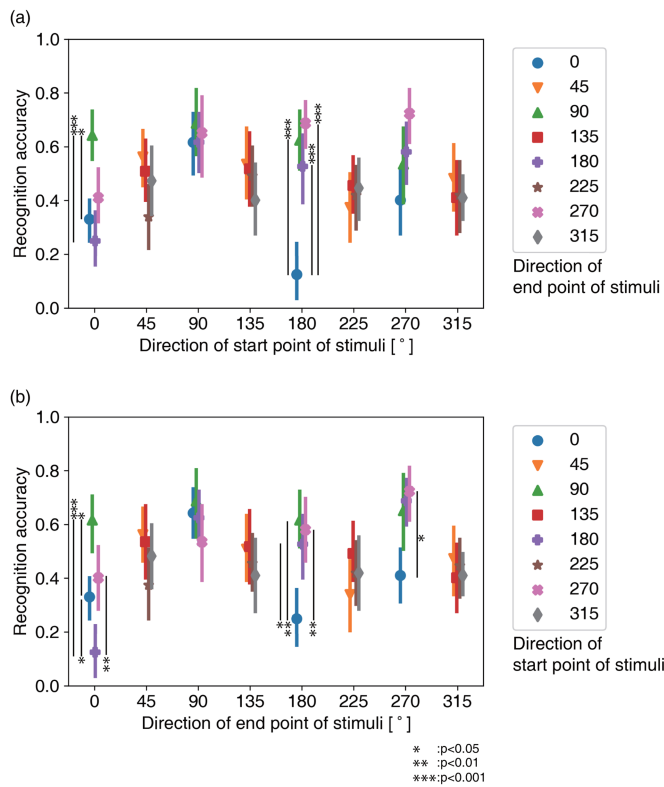 (a)
1.0
0.8
0.6
0.4
0.2
0.0
Recognition accuracy
***
*
***
***
***
0 45 90 135 180 225 270 315
Direction of start point of stimuli [ ° ]
0
45
90
135
180
225
270
315
Direction of
end point of stimuli
(b)
1.0
0.8
0.6
0.4
0.2
0.0
Recognition accuracy
***
*
*
**
*
**
**
*
0 45 90 135 180 225 270 315
Direction of end point of stimuli [ ° ]
0
45
90
135
180
225
270
315
Direction of
start point of stimuli
* :p<0.05
** :p<0.01
***:p<0.001